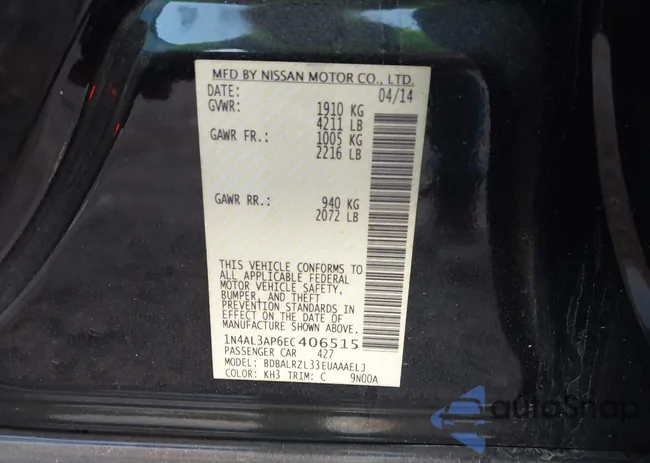 MFD BY NISSAN MOTOR CO., LTD.
DATE: 04/14
GVWR: 1910 KG
4211 LB
GAWR FR.: 1005 KG
2216 LB
GAWR RR.: 940 KG
2072 LB
THIS VEHICLE CONFORMS TO
ALL APPLICABLE FEDERAL
MOTOR VEHICLE SAFETY,
BUMPER, AND THEFT
PREVENTION STANDARDS IN
EFFECT ON THE DATE OF
MANUFACTURE SHOWN ABOVE.
1N4AL3AP6EC406515
PASSENGER CAR 427
MODEL: BDBALRZL33EUAAAELJ
COLOR: KH3 TRIM: C 9N00A
autoSnap